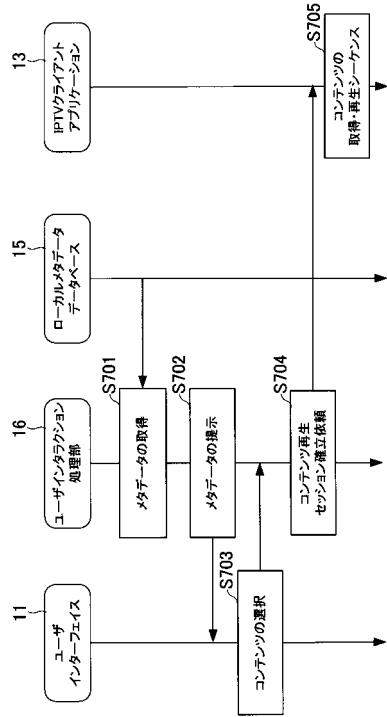 11
ユーザ
インターフェイス
16
ユーザインタラクション
処理部
15
ローカルメタデータ
データベース
13
IPTVクライアント
アプリケーション
S701
メタデータの取得
S702
メタデータの提示
S703
コンテンツの選択
S704
コンテンツ再生
セッション確立依頼
S705
コンテンツの
取得・再生シーケンス